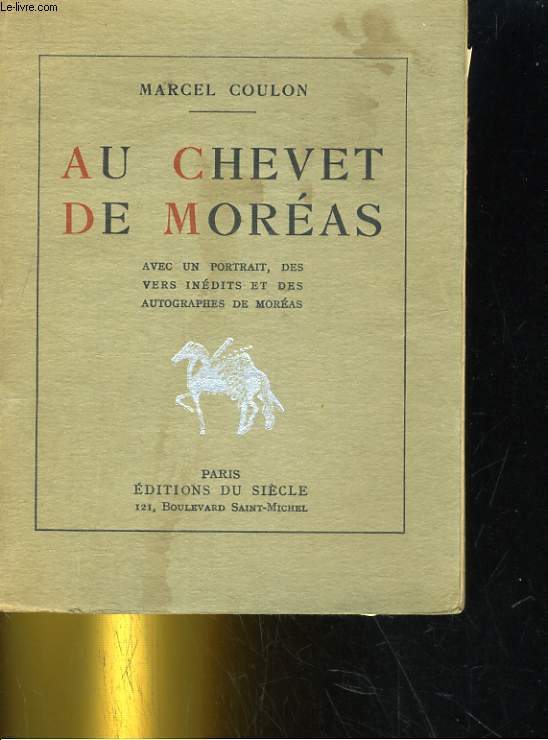 Le-livre.com
MARCEL COULON
AU CHEVET
DE MORÉAS
AVEC UN PORTRAIT, DES
VERS INÉDITS ET DES
AUTOGRAPHES DE MORÉAS
PARIS
ÉDITIONS DU SIÈCLE
121, BOULEVARD SAINT-MICHEL